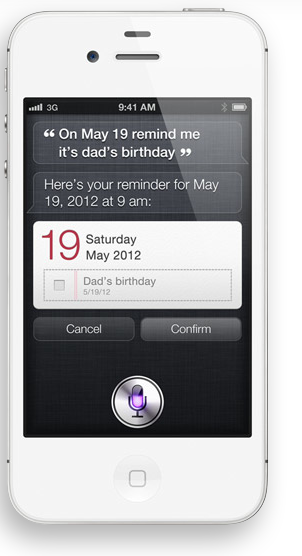 3G 9:41 AM
“ On May 19 remind me
it’s dad’s birthday ”
Here’s your reminder for May
19, 2012 at 9 am:
19 Saturday
May 2012
Dad’s birthday
5/19/12
Cancel Confirm